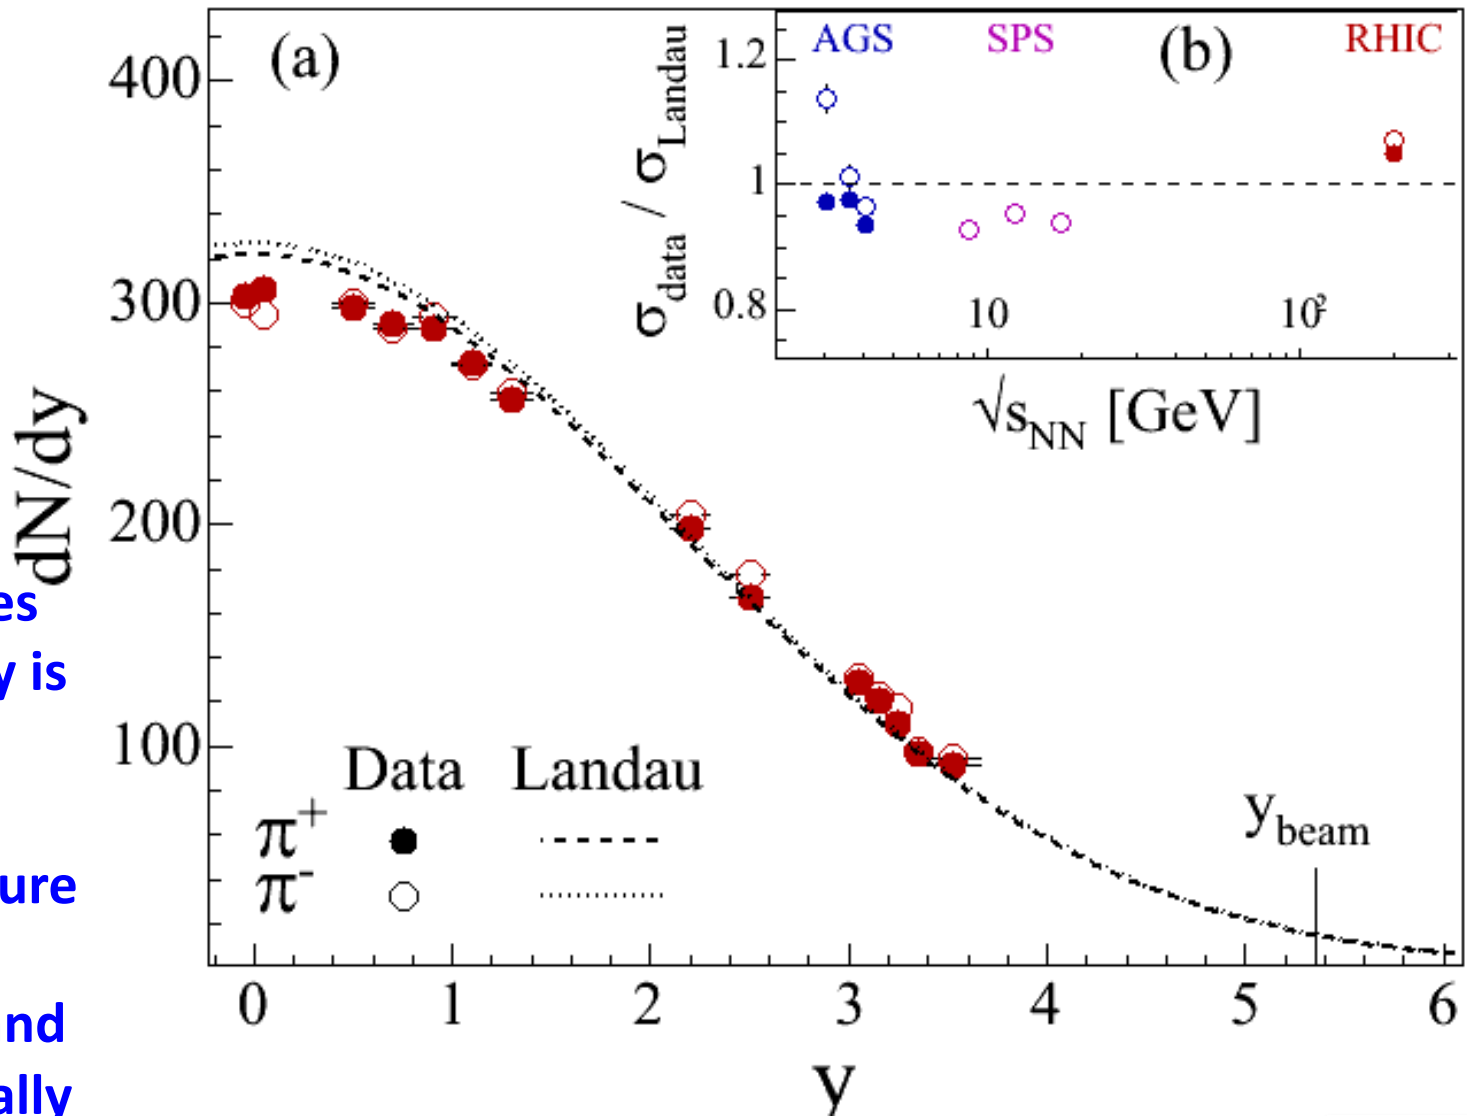 (a)
400
300
200
100
dN/dy
Data Landau
π+
π-
ybeam
0 1 2 3 4 5 6
y
AGS SPS (b) RHIC
1.2
1
0.8
σdata / σLandau
10 10²
√sNN [GeV]
es
y is
ure
nd
ally